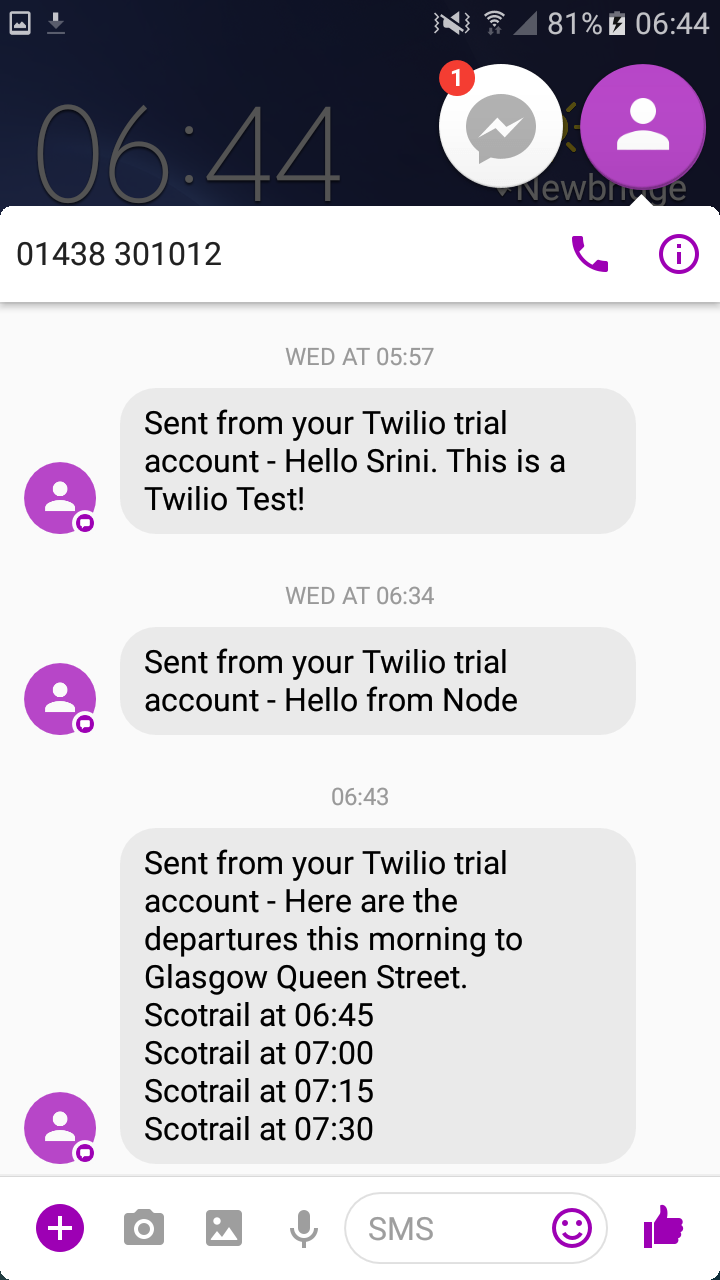 81% 06:44
06:44
1
Newbridge
01438 301012
WED AT 05:57
Sent from your Twilio trial
account - Hello Srini. This is a
Twilio Test!
WED AT 06:34
Sent from your Twilio trial
account - Hello from Node
06:43
Sent from your Twilio trial
account - Here are the
departures this morning to
Glasgow Queen Street.
Scotrail at 06:45
Scotrail at 07:00
Scotrail at 07:15
Scotrail at 07:30
SMS